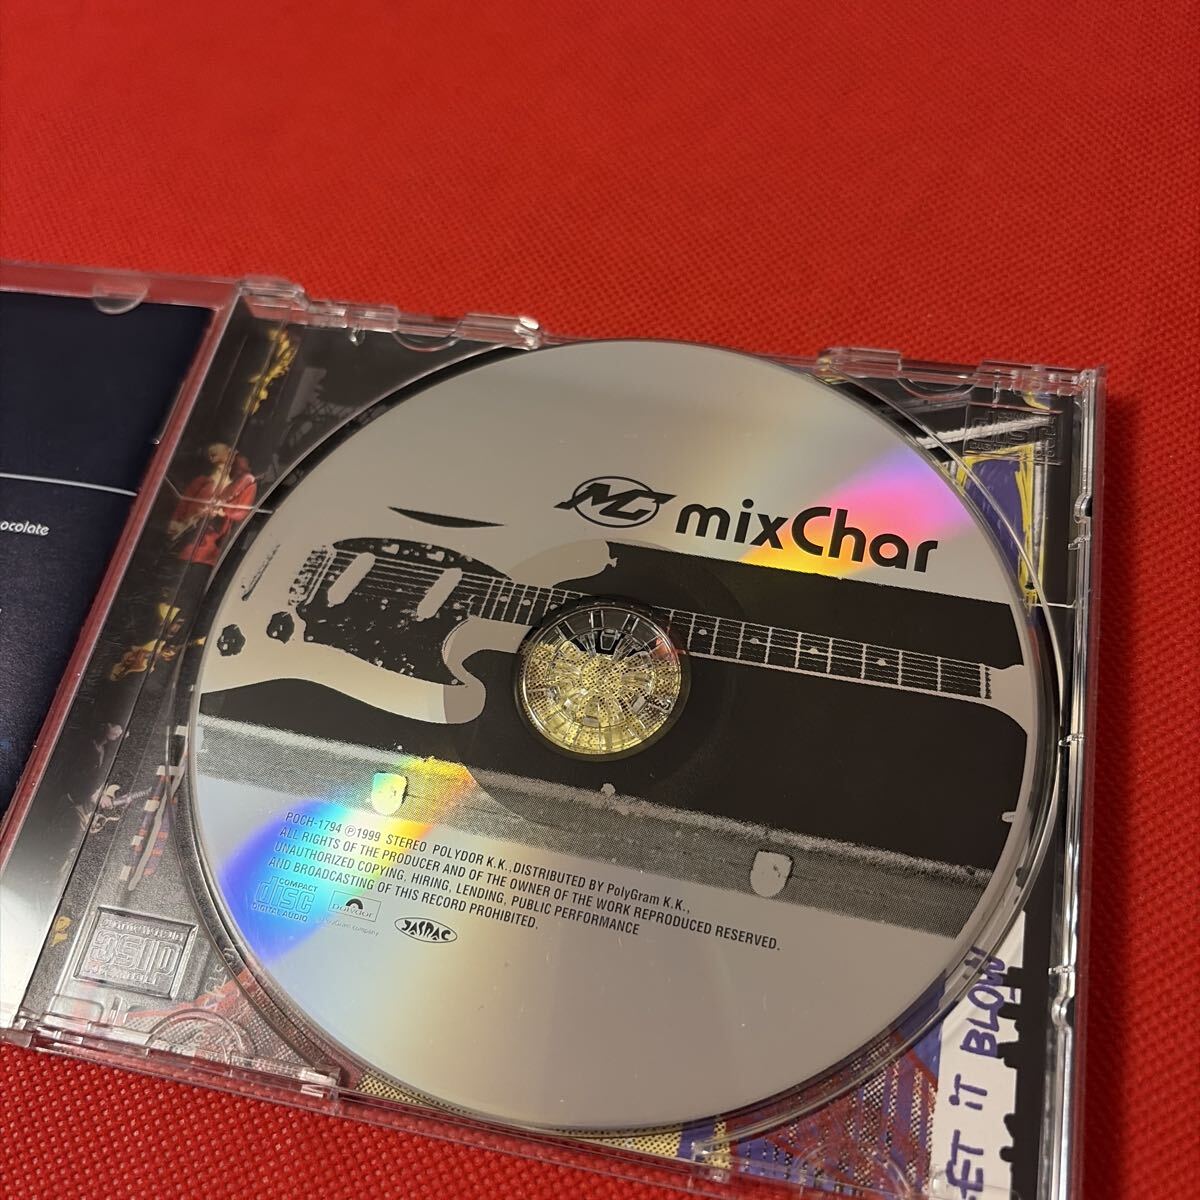 ocolate
MC mixChar
POCH-1794 ℗1999 STEREO POLYDOR K.K., DISTRIBUTED BY PolyGram K.K.,
ALL RIGHTS OF THE PRODUCER AND OF THE OWNER OF THE WORK REPRODUCED RESERVED.
UNAUTHORIZED COPYING, HIRING, LENDING, PUBLIC PERFORMANCE
AND BROADCASTING OF THIS RECORD PROHIBITED.
COMPACT
disc
DIGITAL AUDIO
polydor
JASRAC
ET iT BLOW